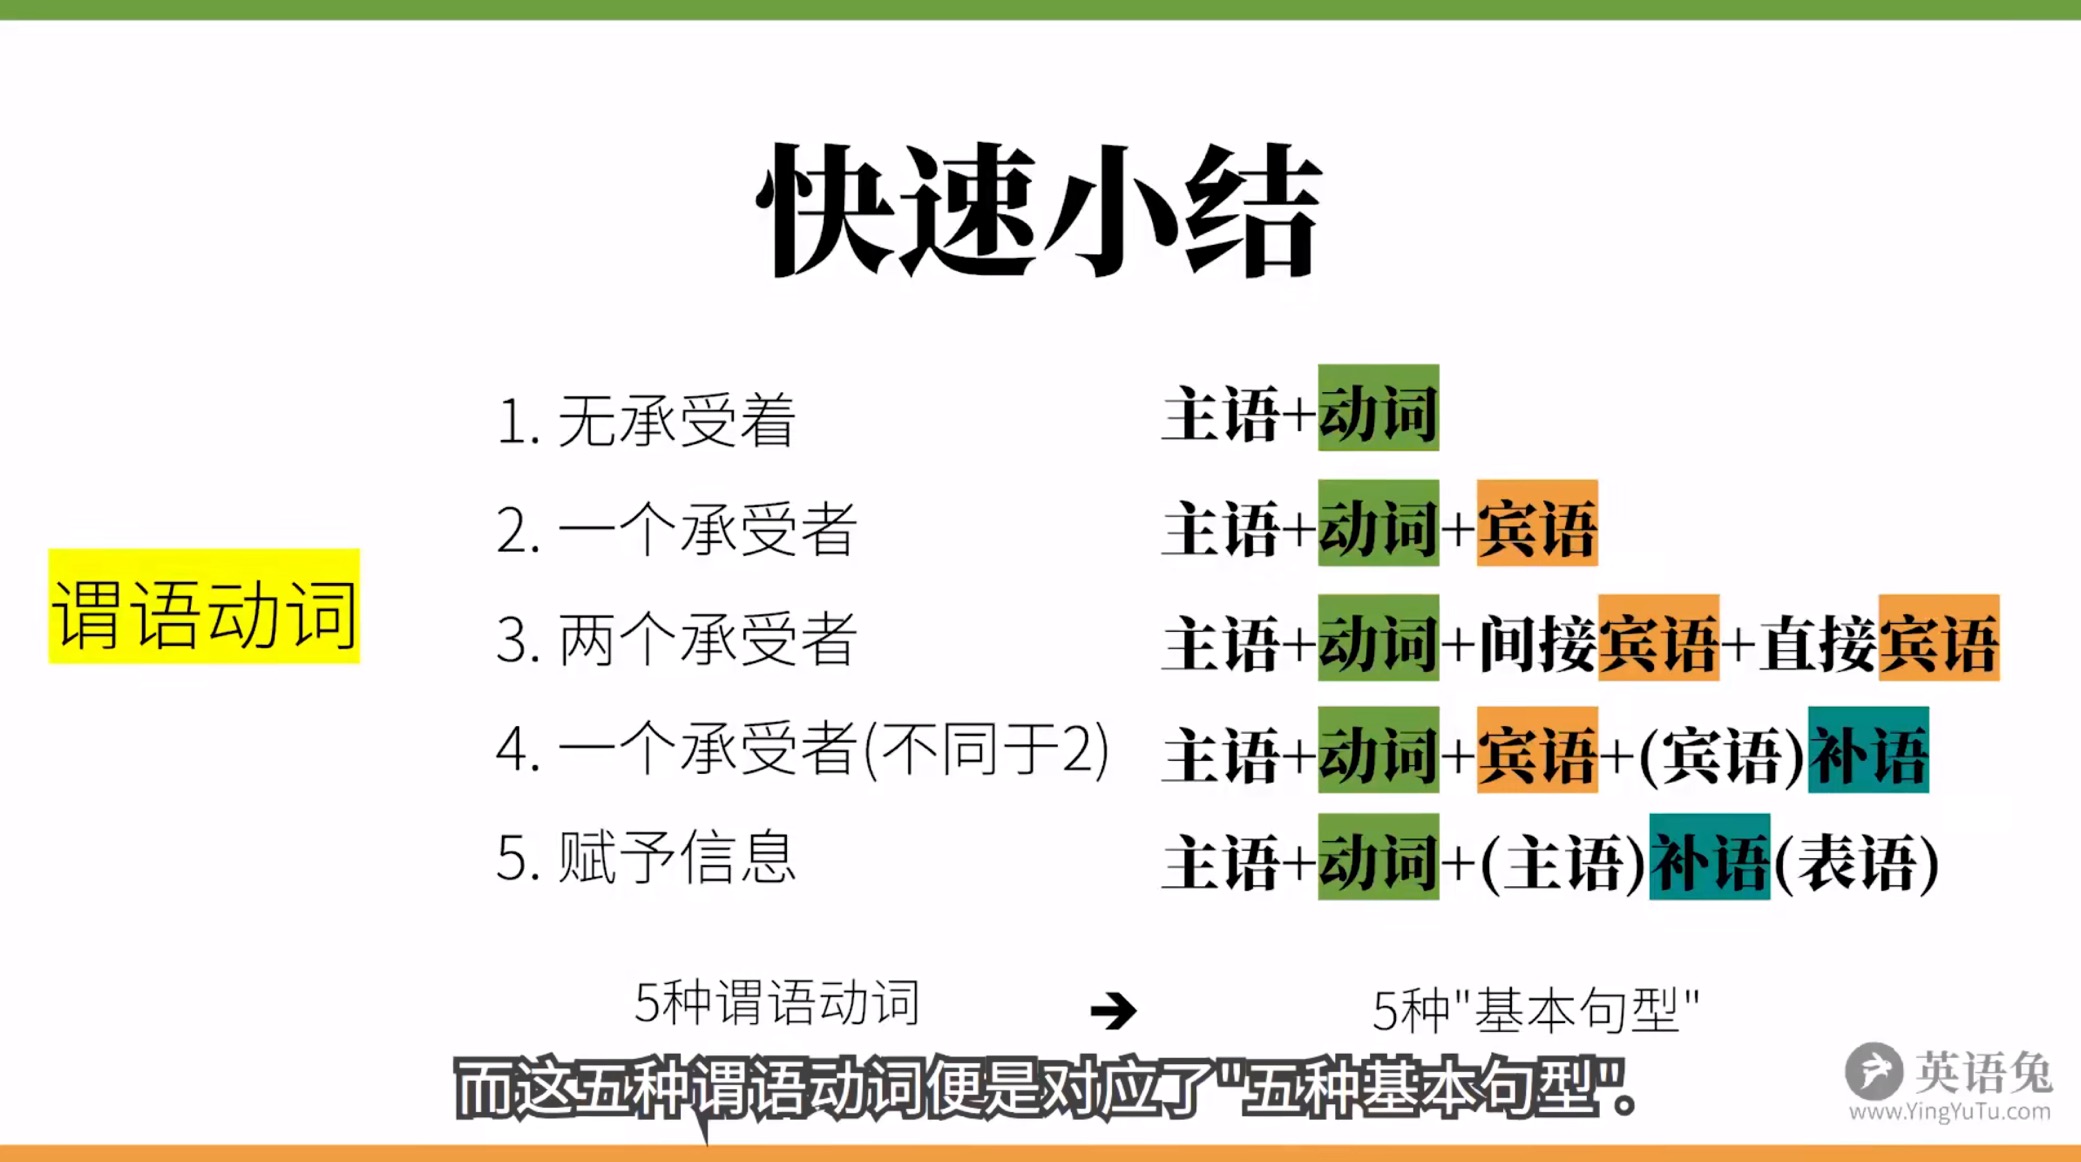 快速小结
谓语动词
1. 无承受着
2. 一个承受者
3. 两个承受者
4. 一个承受者(不同于2)
5. 赋予信息
主语+动词
主语+动词+宾语
主语+动词+间接宾语+直接宾语
主语+动词+宾语+(宾语)补语
主语+动词+(主语)补语(表语)
5种谓语动词 ➔ 5种"基本句型"
而这五种谓语动词便是对应了"五种基本句型"。
英语兔
www.YingYuTu.com